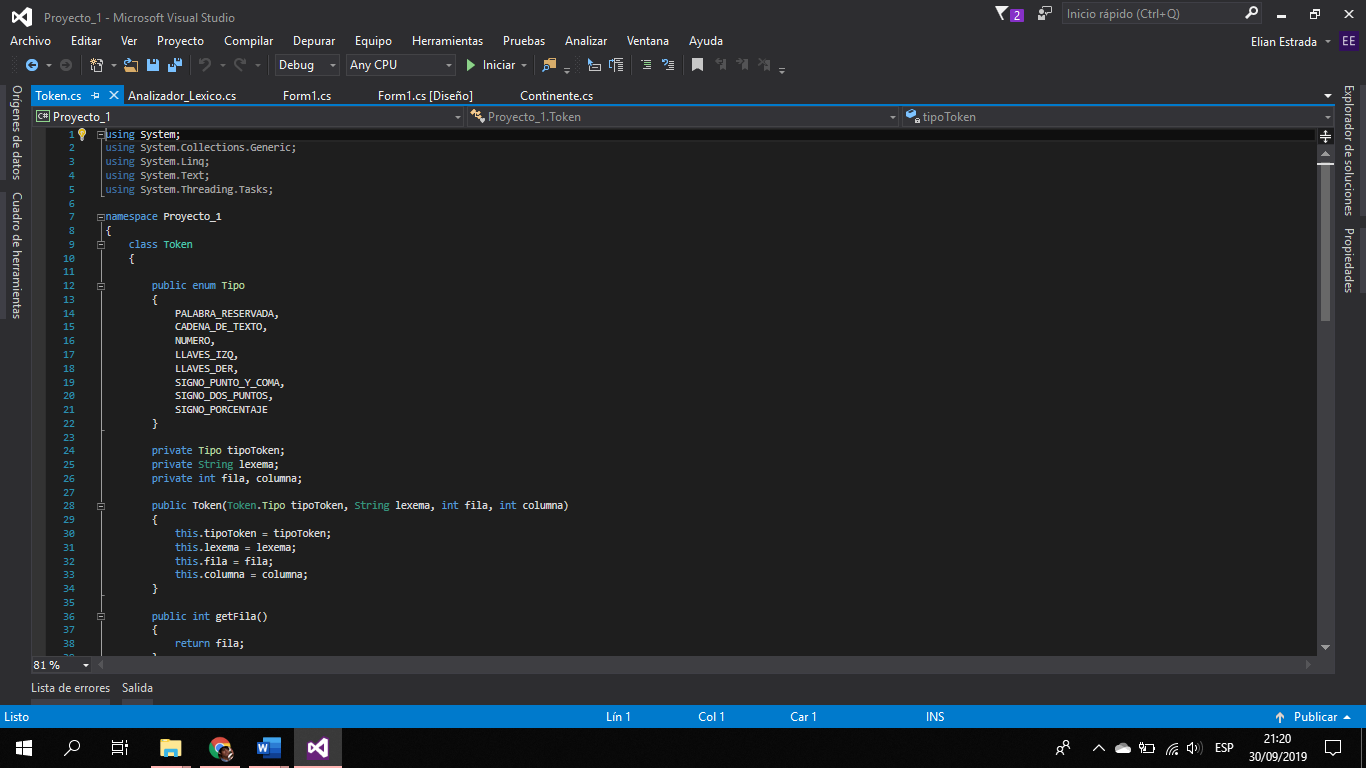 Proyecto_1 - Microsoft Visual Studio
2
Inicio rápido (Ctrl+Q)
Archivo Editar Ver Proyecto Compilar Depurar Equipo Herramientas Pruebas Analizar Ventana Ayuda
Elian Estrada
EE
Debug Any CPU Iniciar
Token.cs Analizador_Lexico.cs Form1.cs Form1.cs [Diseño] Continente.cs
C# Proyecto_1 Proyecto_1.Token tipoToken
Orígenes de datos
Cuadro de herramientas
Explorador de soluciones
Propiedades
1 using System;
2 using System.Collections.Generic;
3 using System.Linq;
4 using System.Text;
5 using System.Threading.Tasks;
6
7 namespace Proyecto_1
8 {
9 class Token
10 {
11
12 public enum Tipo
13 {
14 PALABRA_RESERVADA,
15 CADENA_DE_TEXTO,
16 NUMERO,
17 LLAVES_IZQ,
18 LLAVES_DER,
19 SIGNO_PUNTO_Y_COMA,
20 SIGNO_DOS_PUNTOS,
21 SIGNO_PORCENTAJE
22 }
23
24 private Tipo tipoToken;
25 private String lexema;
26 private int fila, columna;
27
28 public Token(Token.Tipo tipoToken, String lexema, int fila, int columna)
29 {
30 this.tipoToken = tipoToken;
31 this.lexema = lexema;
32 this.fila = fila;
33 this.columna = columna;
34 }
35
36 public int getFila()
37 {
38 return fila;
81 %
Lista de errores Salida
Listo Lín 1 Col 1 Car 1 INS Publicar
ESP
21:20
30/09/2019